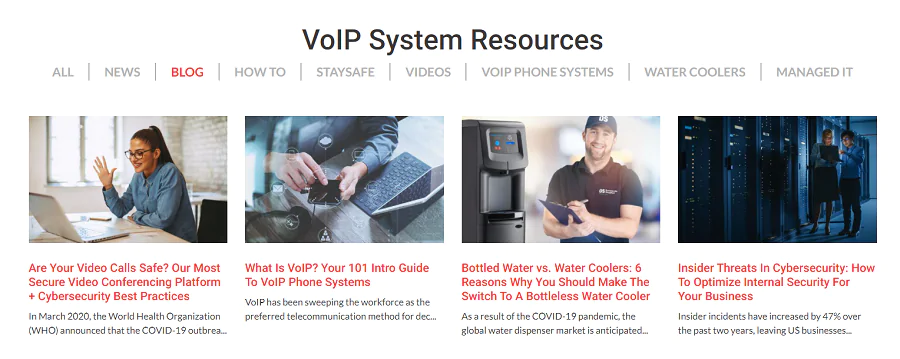 VoIP System Resources
ALL | NEWS | BLOG | HOW TO | STAYSAFE | VIDEOS | VOIP PHONE SYSTEMS | WATER COOLERS | MANAGED IT
Are Your Video Calls Safe? Our Most
Secure Video Conferencing Platform
+ Cybersecurity Best Practices
In March 2020, the World Health Organization
(WHO) announced that the COVID-19 outbrea...
What Is VoIP? Your 101 Intro Guide
To VoIP Phone Systems
VoIP has been sweeping the workforce as the
preferred telecommunication method for dec...
Bottled Water vs. Water Coolers: 6
Reasons Why You Should Make The
Switch To A Bottleless Water Cooler
As a result of the COVID-19 pandemic, the
global water dispenser market is anticipated...
Insider Threats In Cybersecurity: How
To Optimize Internal Security For
Your Business
Insider incidents have increased by 47% over
the past two years, leaving US businesses...